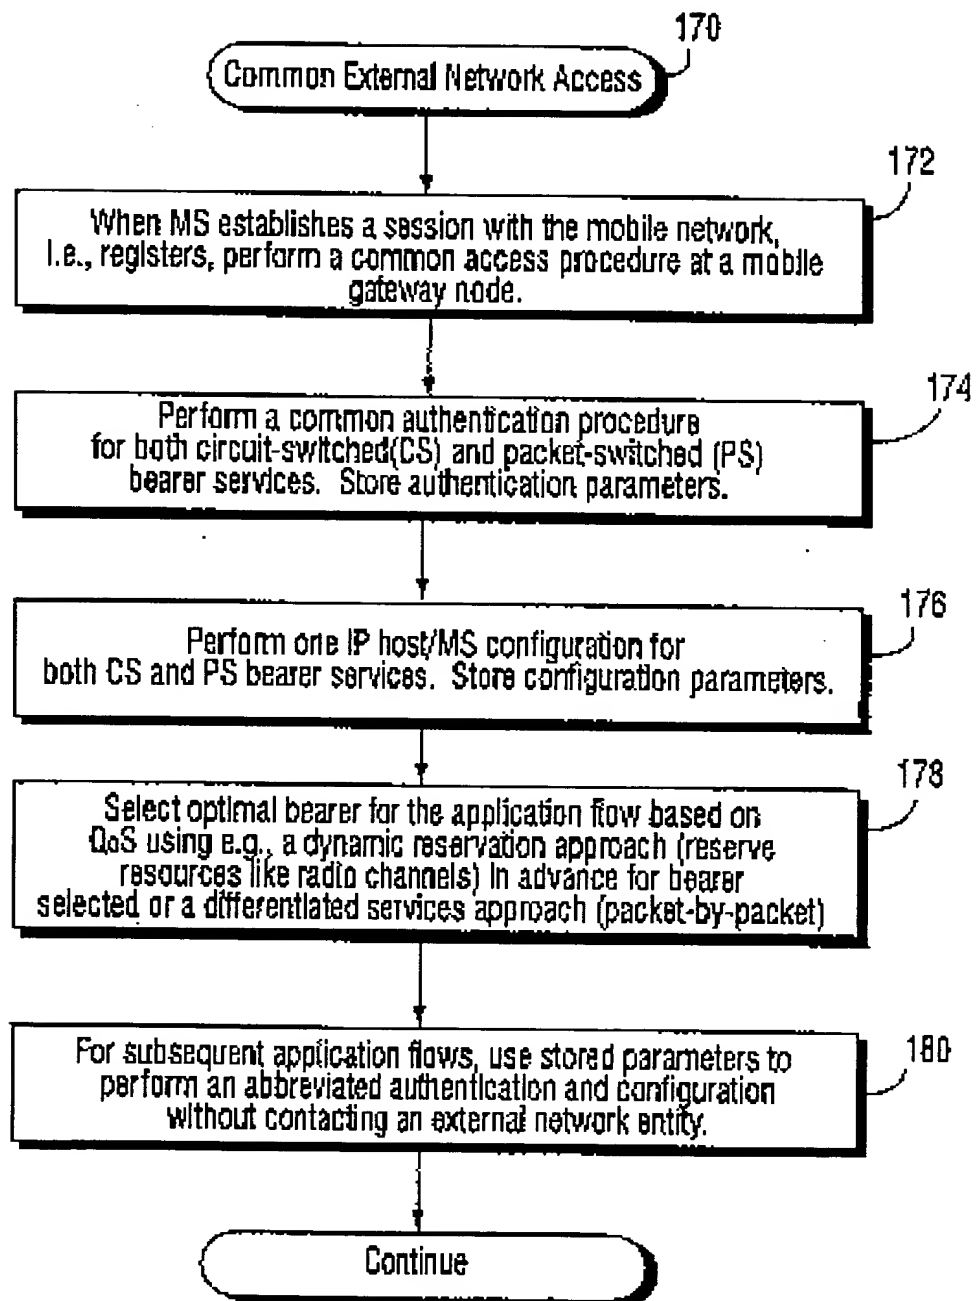 170
Common External Network Access
172
When MS establishes a session with the mobile network,
i.e., registers, perform a common access procedure at a mobile
gateway node.
174
Perform a common authentication procedure
for both circuit-switched(CS) and packet-switched (PS)
bearer services. Store authentication parameters.
176
Perform one IP host/MS configuration for
both CS and PS bearer services. Store configuration parameters.
178
Select optimal bearer for the application flow based on
QoS using e.g., a dynamic reservation approach (reserve
resources like radio channels) in advance for bearer
selected or a differentiated services approach (packet-by-packet)
180
For subsequent application flows, use stored parameters to
perform an abbreviated authentication and configuration
without contacting an external network entity.
Continue